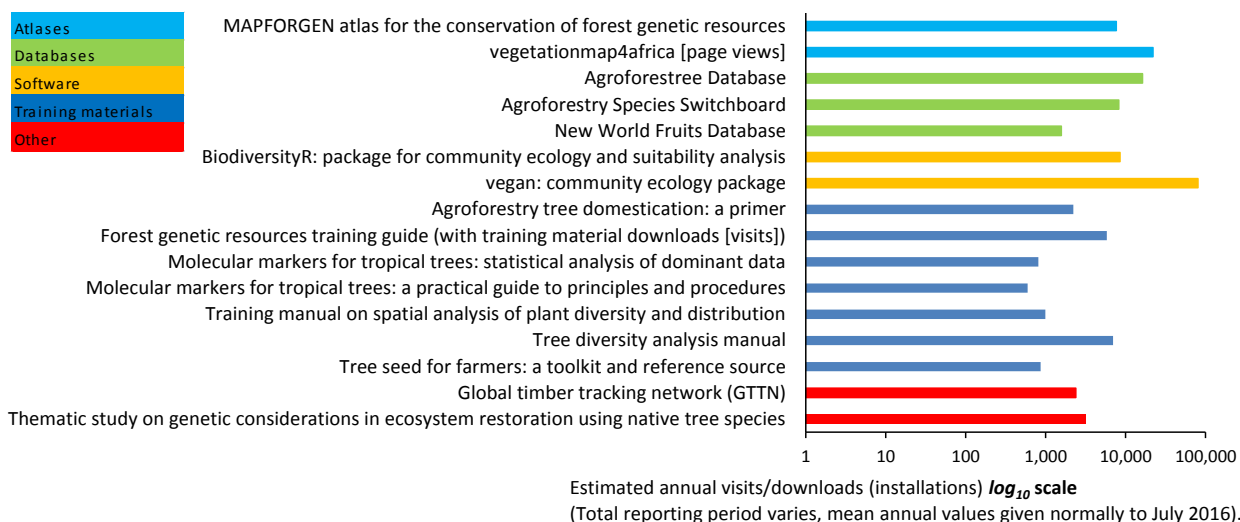 Atlases
Databases
Software
Training materials
Other
MAPFORGEN atlas for the conservation of forest genetic resources
vegetationmap4africa [page views]
Agroforestree Database
Agroforestry Species Switchboard
New World Fruits Database
BiodiversityR: package for community ecology and suitability analysis
vegan: community ecology package
Agroforestry tree domestication: a primer
Forest genetic resources training guide (with training material downloads [visits])
Molecular markers for tropical trees: statistical analysis of dominant data
Molecular markers for tropical trees: a practical guide to principles and procedures
Training manual on spatial analysis of plant diversity and distribution
Tree diversity analysis manual
Tree seed for farmers: a toolkit and reference source
Global timber tracking network (GTTN)
Thematic study on genetic considerations in ecosystem restoration using native tree species
1 10 100 1,000 10,000 100,000
Estimated annual visits/downloads (installations) log10 scale
(Total reporting period varies, mean annual values given normally to July 2016).